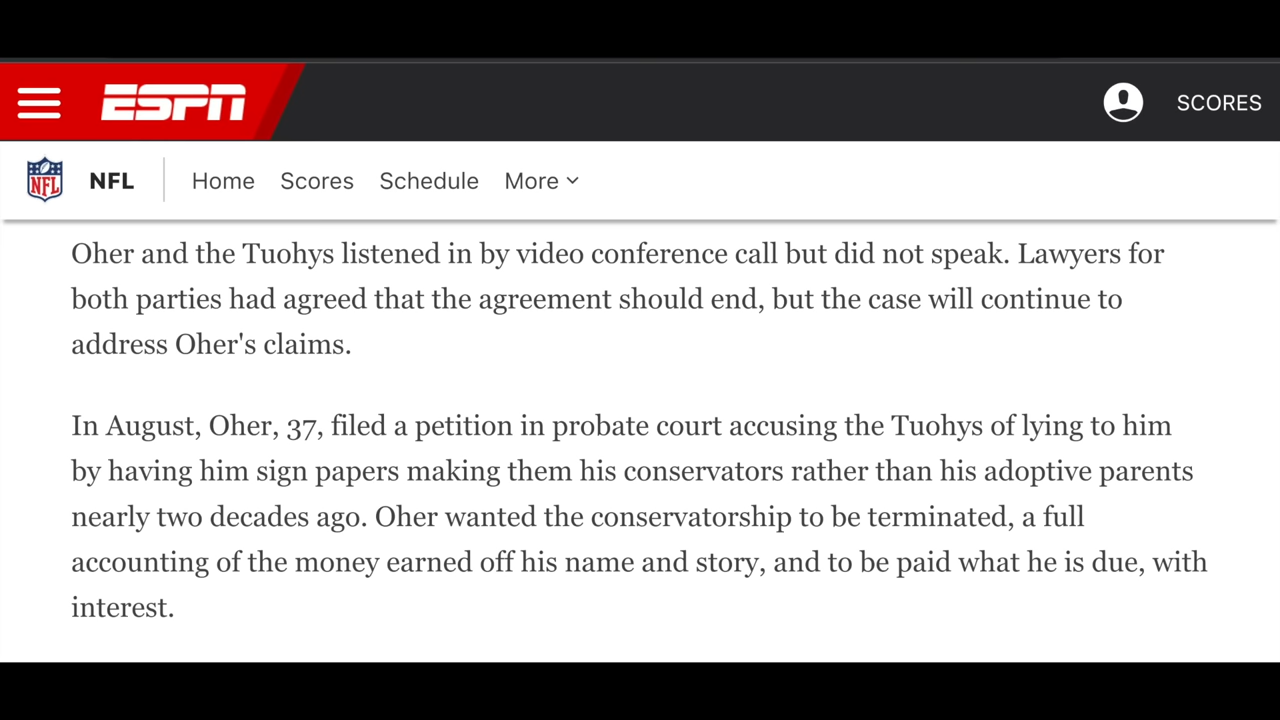 ESPN
SCORES
NFL
NFL
Home
Scores
Schedule
More
Oher and the Tuohys listened in by video conference call but did not speak. Lawyers for
both parties had agreed that the agreement should end, but the case will continue to
address Oher's claims.
In August, Oher, 37, filed a petition in probate court accusing the Tuohys of lying to him
by having him sign papers making them his conservators rather than his adoptive parents
nearly two decades ago. Oher wanted the conservatorship to be terminated, a full
accounting of the money earned off his name and story, and to be paid what he is due, with
interest.